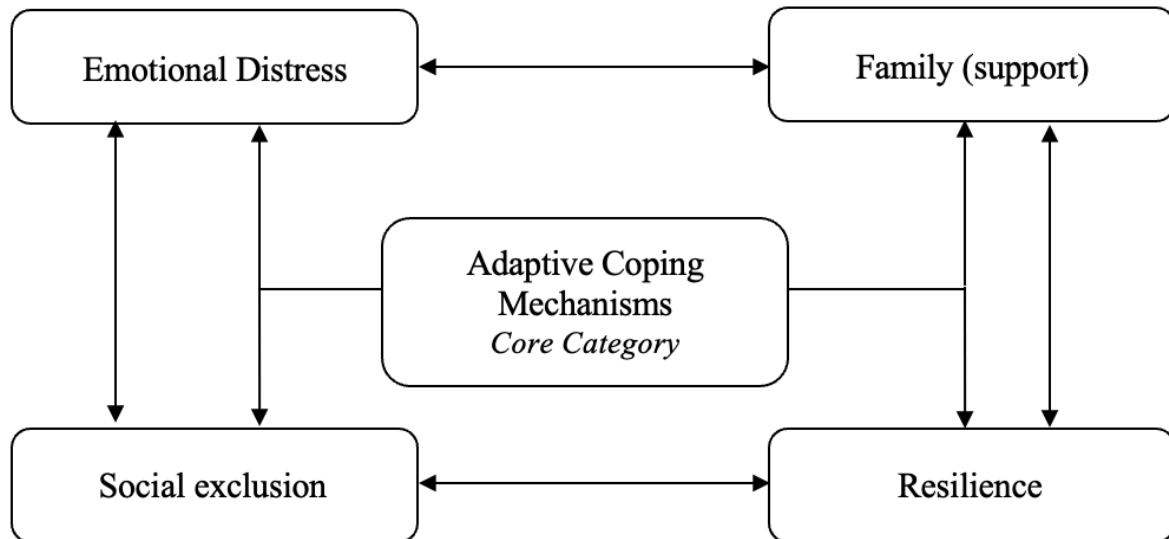 Emotional Distress
Family (support)
Adaptive Coping
Mechanisms
Core Category
Social exclusion
Resilience